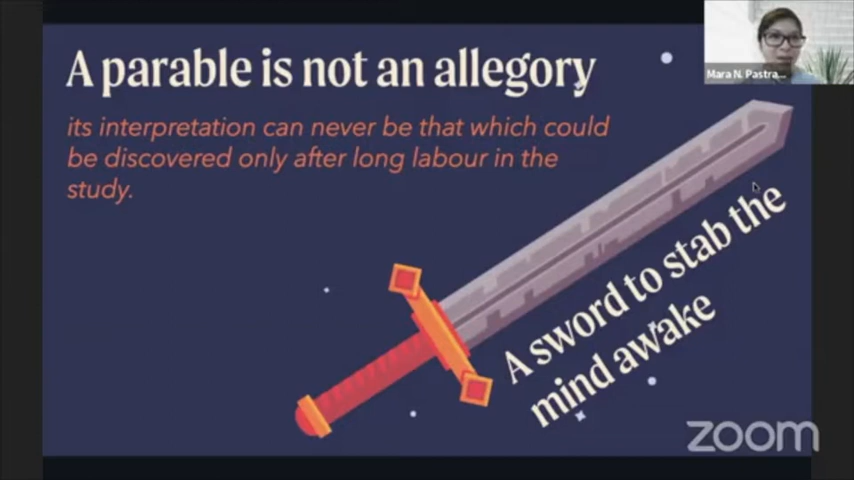 A parable is not an allegory
its interpretation can never be that which could
be discovered only after long labour in the
study.
Mara N. Pastra...
A sword to stab the
mind awake
zoom